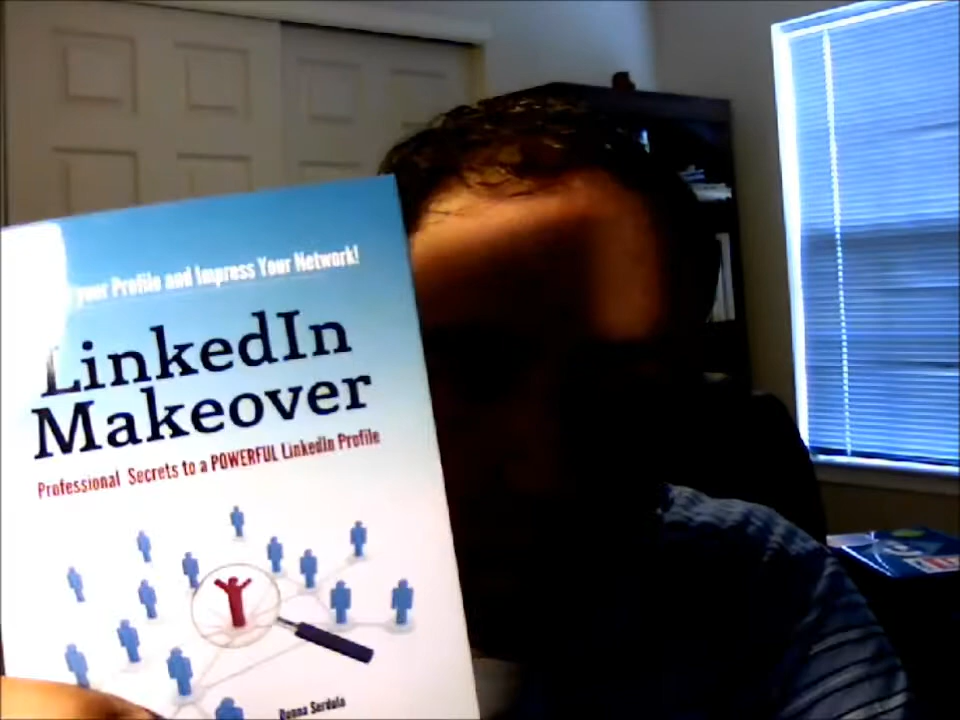 your Profile and Impress Your Network!
LinkedIn
Makeover
Professional Secrets to a POWERFUL LinkedIn Profile
Donna Serdula